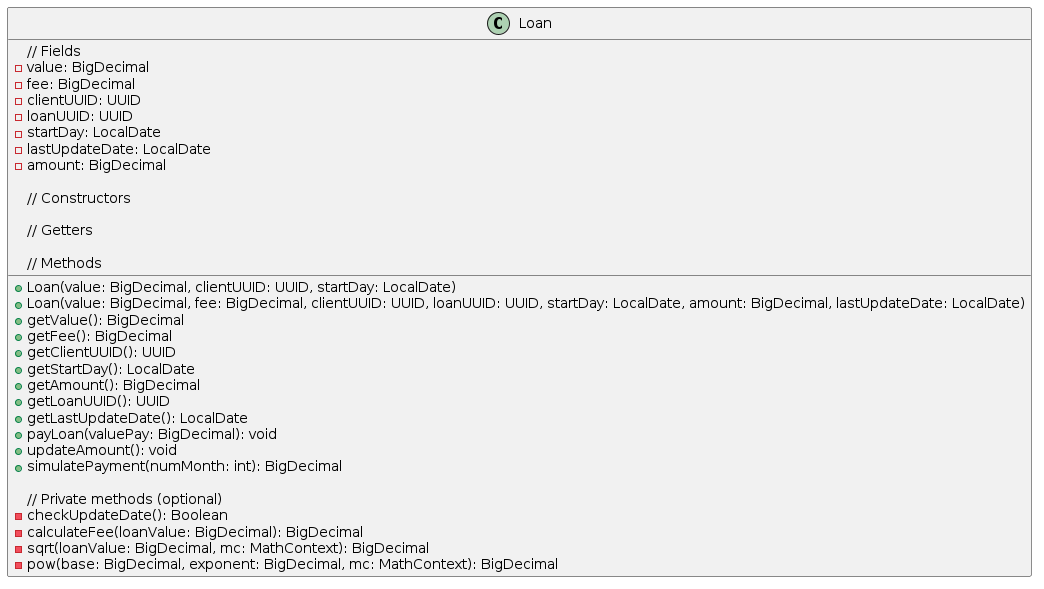 C Loan
// Fields
value: BigDecimal
fee: BigDecimal
clientUUID: UUID
loanUUID: UUID
startDay: LocalDate
lastUpdateDate: LocalDate
amount: BigDecimal
// Constructors
// Getters
// Methods
Loan(value: BigDecimal, clientUUID: UUID, startDay: LocalDate)
Loan(value: BigDecimal, fee: BigDecimal, clientUUID: UUID, loanUUID: UUID, startDay: LocalDate, amount: BigDecimal, lastUpdateDate: LocalDate)
getValue(): BigDecimal
getFee(): BigDecimal
getClientUUID(): UUID
getStartDay(): LocalDate
getAmount(): BigDecimal
getLoanUUID(): UUID
getLastUpdateDate(): LocalDate
payLoan(valuePay: BigDecimal): void
updateAmount(): void
simulatePayment(numMonth: int): BigDecimal
// Private methods (optional)
checkUpdateDate(): Boolean
calculateFee(loanValue: BigDecimal): BigDecimal
sqrt(loanValue: BigDecimal, mc: MathContext): BigDecimal
pow(base: BigDecimal, exponent: BigDecimal, mc: MathContext): BigDecimal